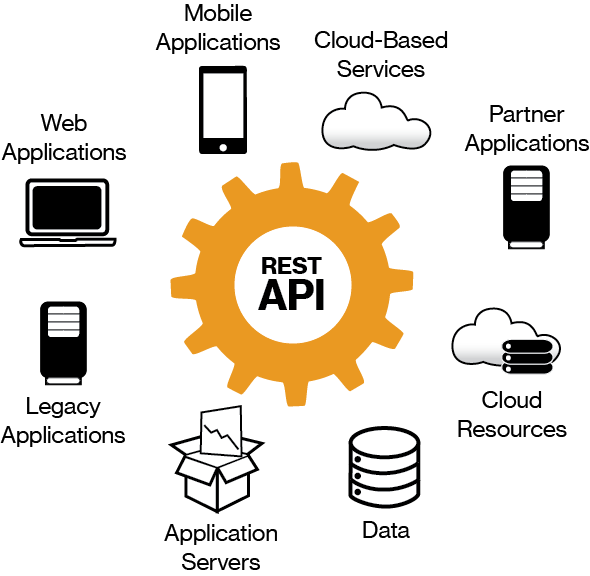 Mobile
Applications
Cloud-Based
Services
Partner
Applications
Web
Applications
REST
API
Legacy
Applications
Cloud
Resources
Application
Servers
Data